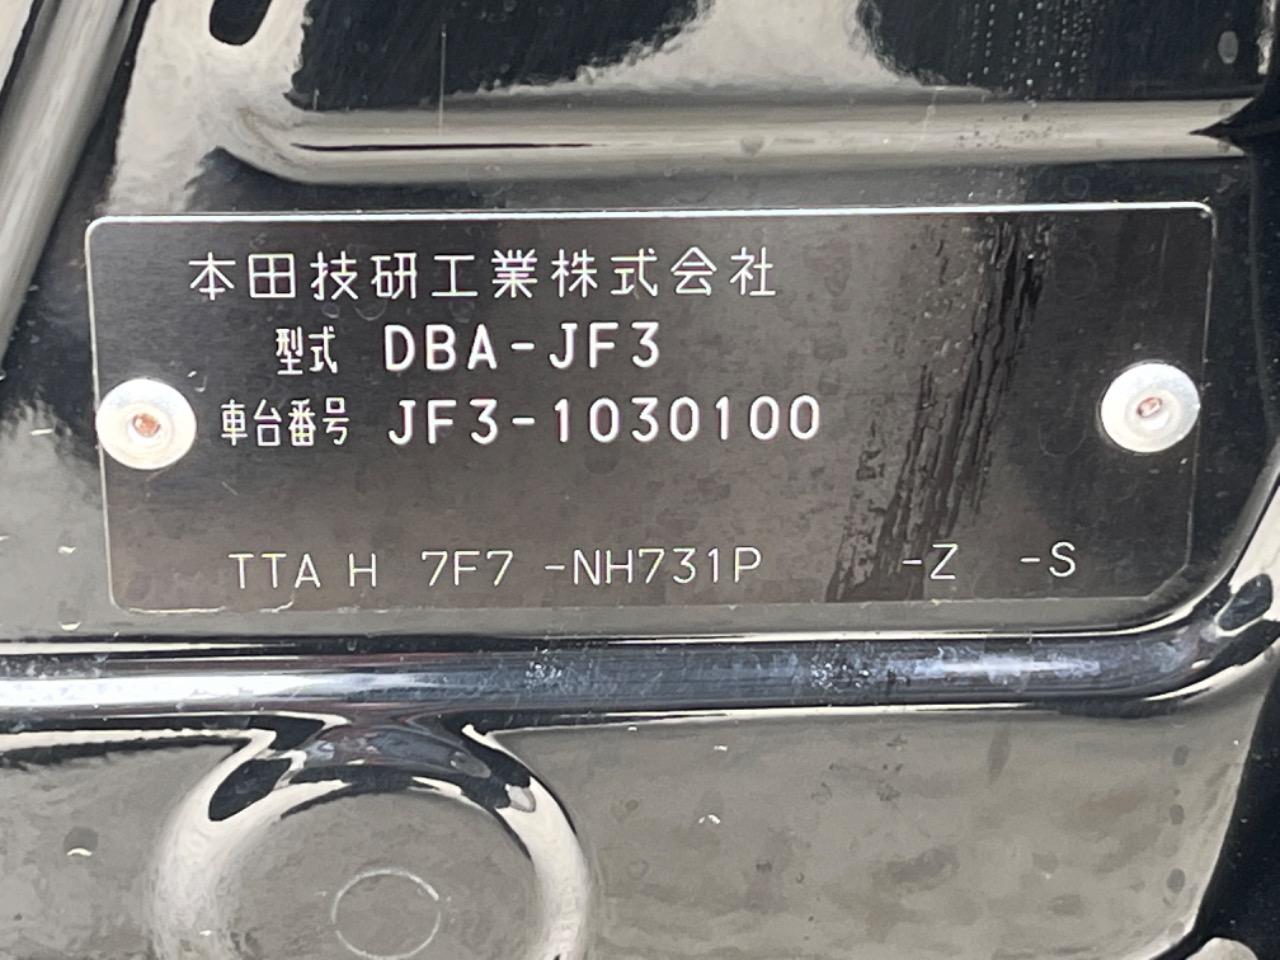 本田技研工業株式会社
型式 DBA-JF3
車台番号 JF3-1030100
TTA H 7F7 -NH731P -Z -S